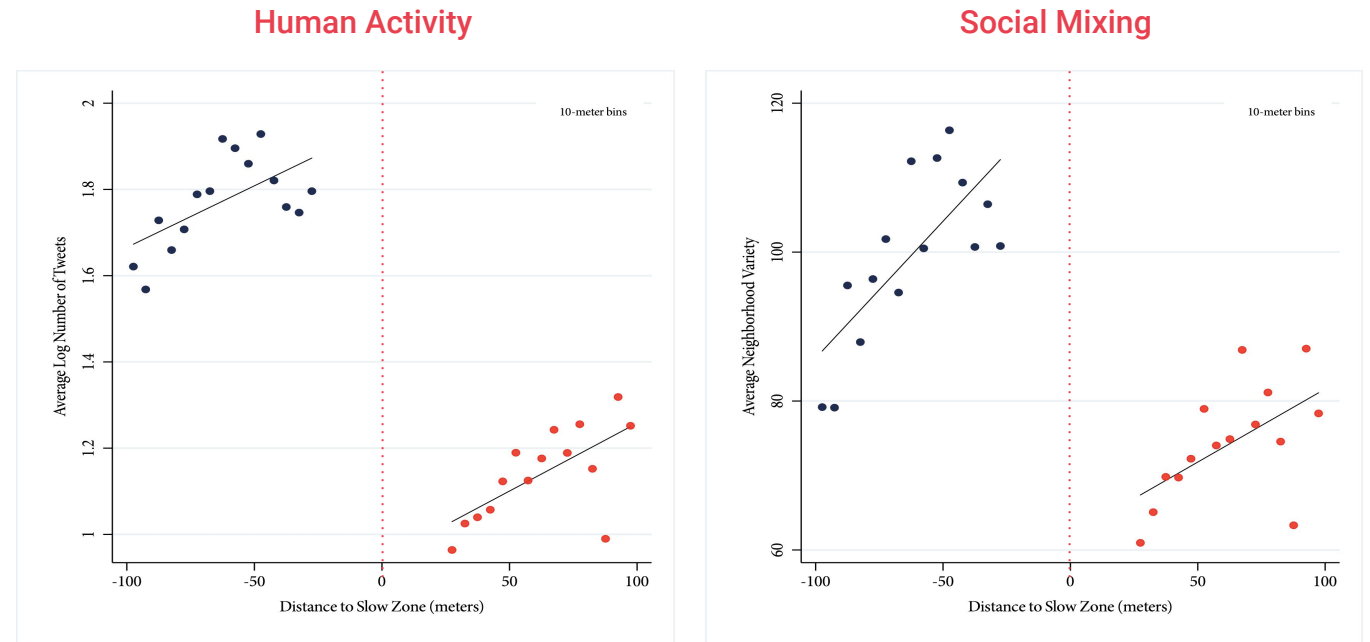 Human Activity
Social Mixing
10-meter bins
2
1.8
1.6
1.4
1.2
1
Average Log Number of Tweets
-100 -50 0 50 100
Distance to Slow Zone (meters)
10-meter bins
120
100
80
60
Average Neighborhood Variety
-100 -50 0 50 100
Distance to Slow Zone (meters)